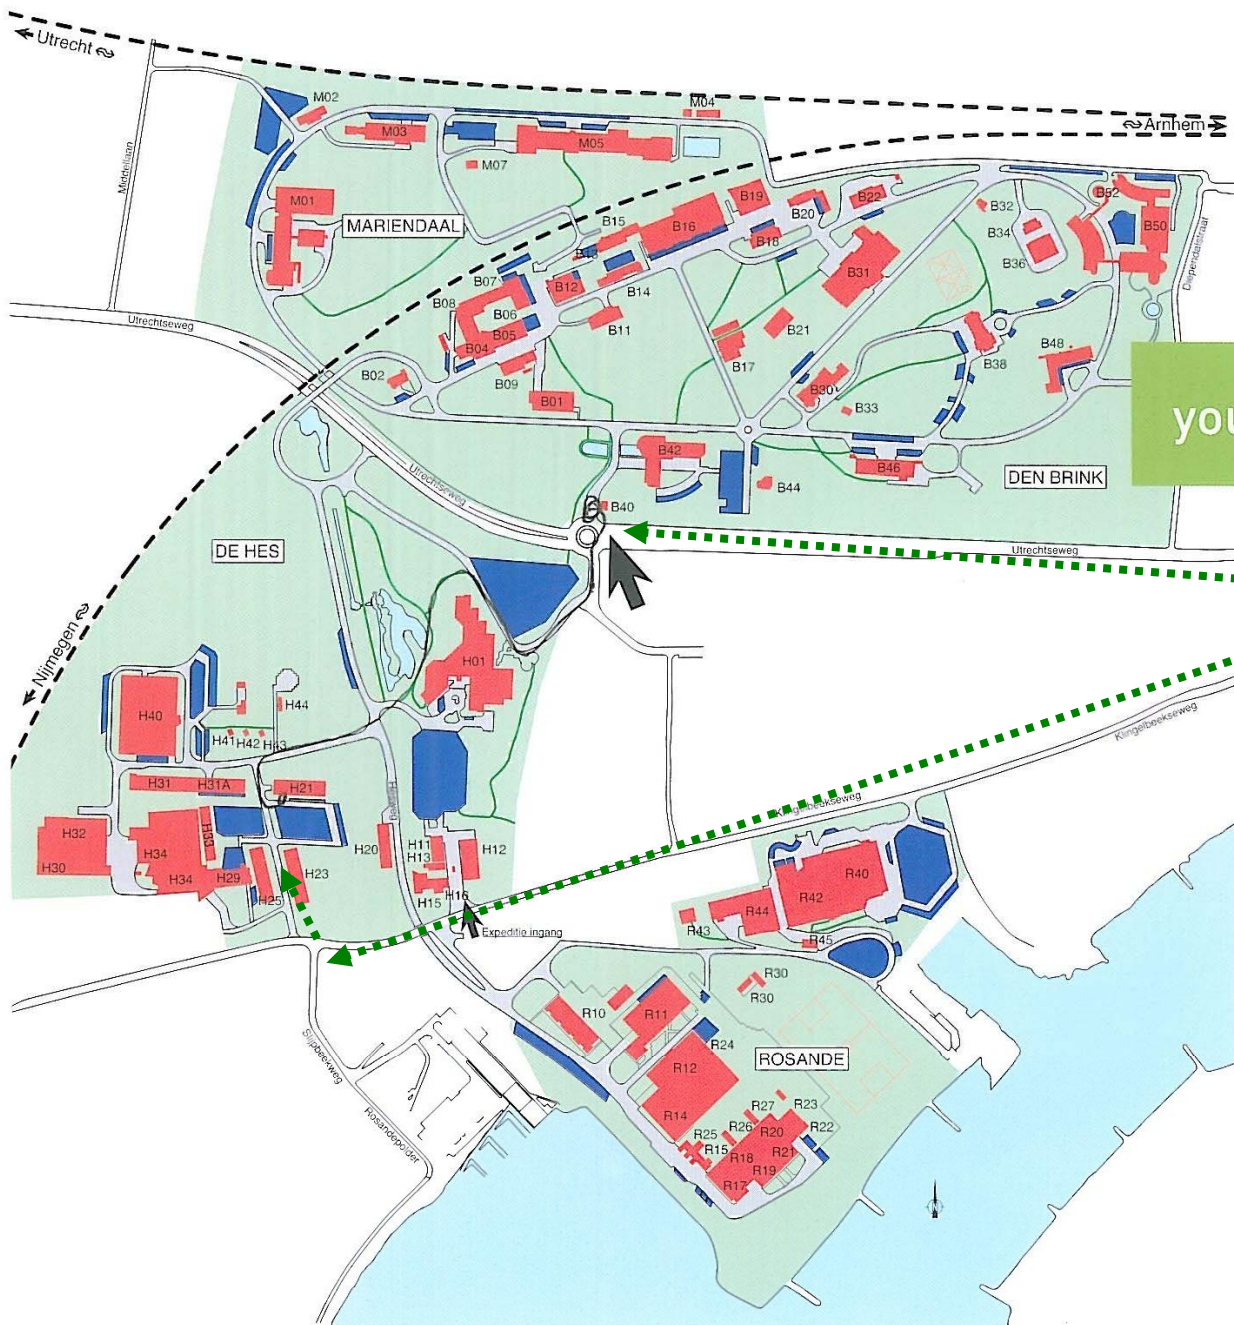 Utrecht
M02
M04
Arnhem
M03
M05
M07
Middellaan
M01
MARIENDAAL
B15
B16
B19
B20
B22
B18
B32
B52
B34
B50
B36
B13
B07
B12
B14
B31
Diependalstraat
B08
B06
B05
B04
B11
B21
B17
Utrechtseweg
B09
B02
B01
B38
B48
B30
B33
you
B42
B46
DEN BRINK
B44
Utrechtseweg
B40
Utrechtseweg
DE HES
Nijmegen
H01
H40
H44
H41
H42
H43
Klingelbeekseweg
H31
H31A
H21
Klingelbeekseweg
Hesweg
H32
H33
H20
H11
H12
H34
H13
H30
H34
H29
H23
R40
R42
H25
H15
H16
R44
R43
Expeditie ingang
R45
R30
R30
R10
R11
Slijpbeekweg
R24
ROSANDE
R12
Rosandepolder
R14
R27
R23
R26
R20
R22
R25
R15
R18
R21
R19
R17